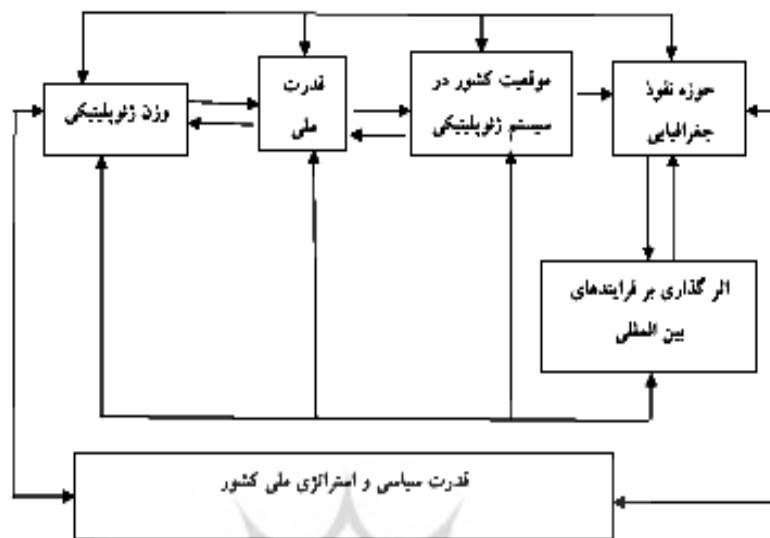 حوزه نفوذ
جغرافیایی
موقعیت کشور در
سیستم ژئوپلیتیکی
قدرت
ملی
وزن ژئوپلیتیکی
اثر گذاری بر فرایندهای
بین المللی
قدرت سیاسی و استراتژی ملی کشور